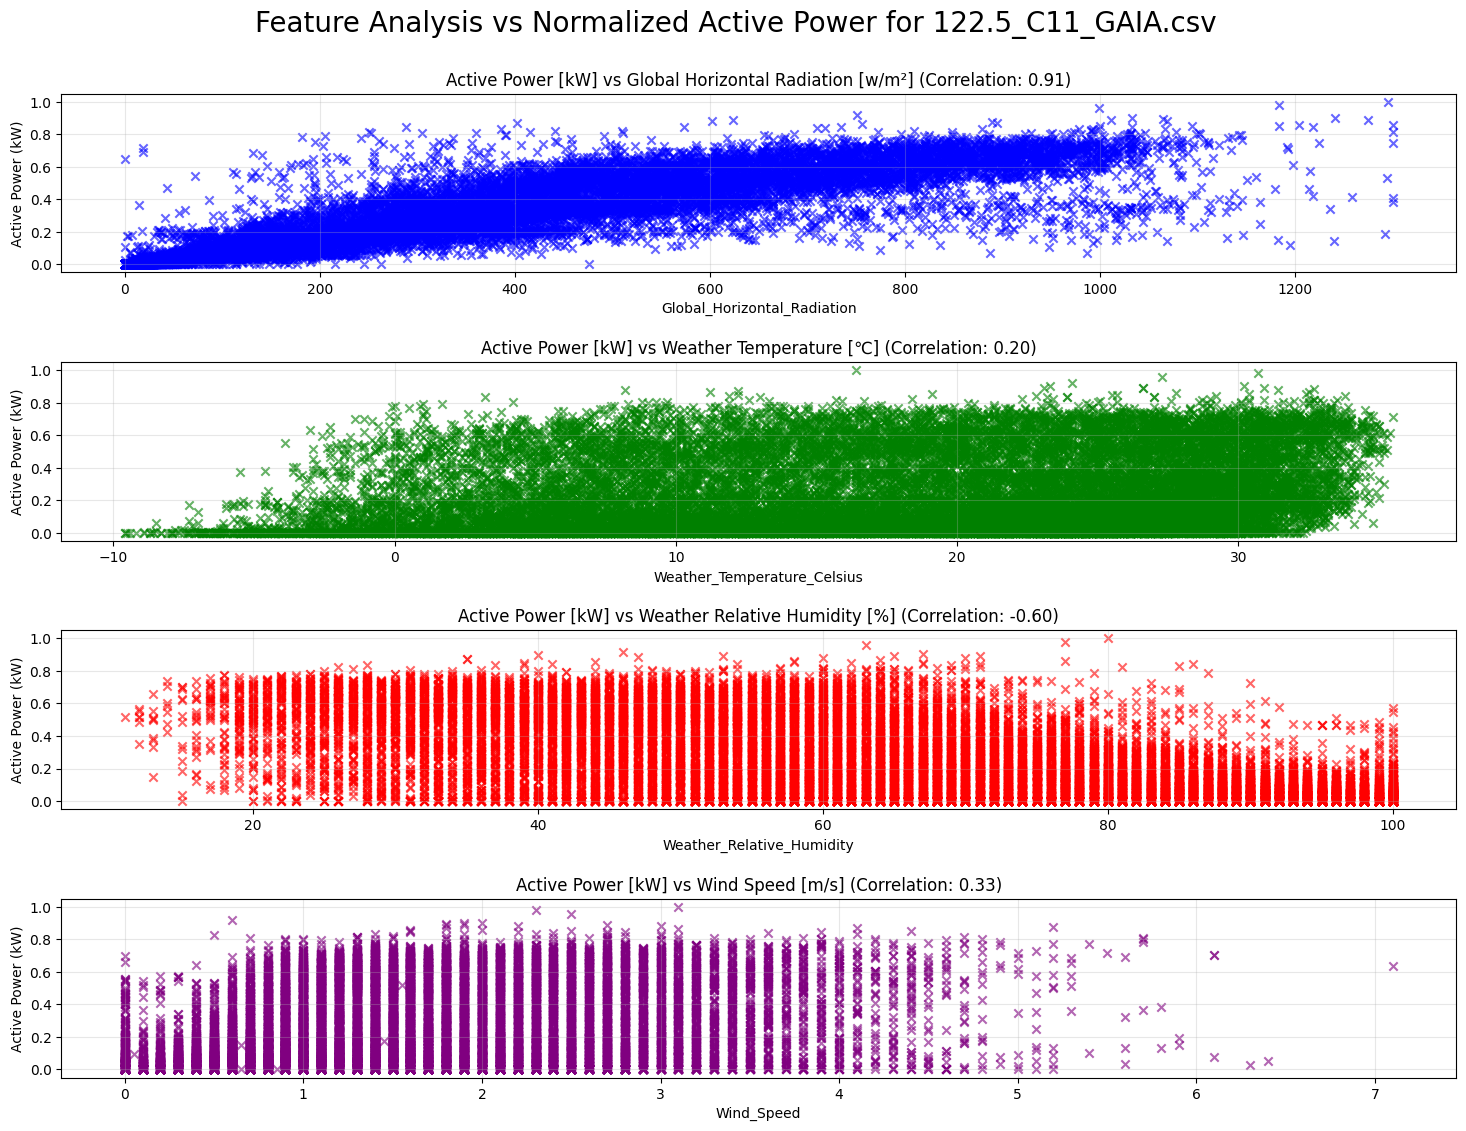 Feature Analysis vs Normalized Active Power for 122.5_C11_GAIA.csv
Active Power [kW] vs Global Horizontal Radiation [w/m²] (Correlation: 0.91)
Active Power (kW)
1.0
0.8
0.6
0.4
0.2
0.0
0 200 400 600 800 1000 1200
Global_Horizontal_Radiation
Active Power [kW] vs Weather Temperature [℃] (Correlation: 0.20)
Active Power (kW)
1.0
0.8
0.6
0.4
0.2
0.0
−10 0 10 20 30
Weather_Temperature_Celsius
Active Power [kW] vs Weather Relative Humidity [%] (Correlation: -0.60)
Active Power (kW)
1.0
0.8
0.6
0.4
0.2
0.0
20 40 60 80 100
Weather_Relative_Humidity
Active Power [kW] vs Wind Speed [m/s] (Correlation: 0.33)
Active Power (kW)
1.0
0.8
0.6
0.4
0.2
0.0
0 1 2 3 4 5 6 7
Wind_Speed